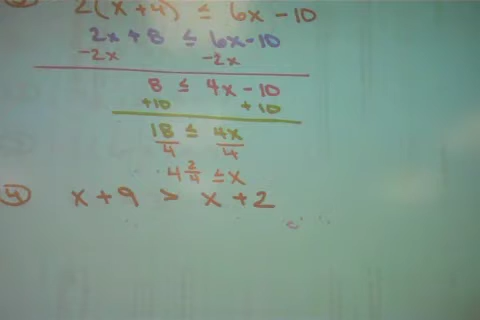 2(x+4) ≤ 6x-10
2x+8 ≤ 6x-10
-2x -2x
8 ≤ 4x-10
+10 +10
18 ≤ 4x
4 4
4 2/4 ≤ x
4 x+9 > x+2